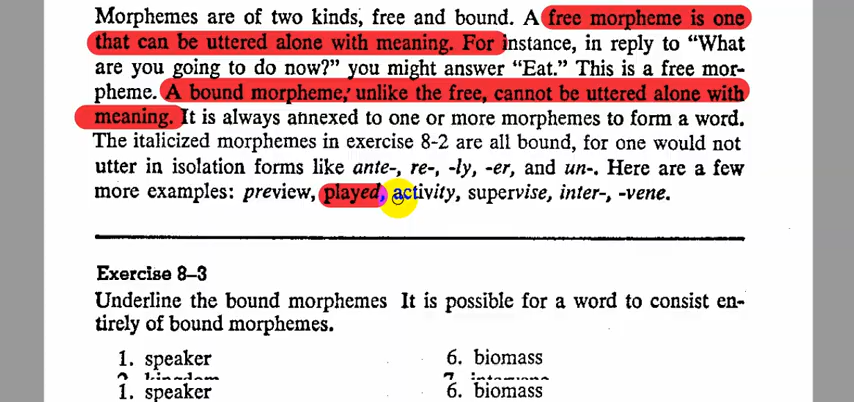 Morphemes are of two kinds, free and bound. A free morpheme is one
that can be uttered alone with meaning. For instance, in reply to "What
are you going to do now?" you might answer "Eat." This is a free mor-
pheme. A bound morpheme, unlike the free, cannot be uttered alone with
meaning. It is always annexed to one or more morphemes to form a word.
The italicized morphemes in exercise 8-2 are all bound, for one would not
utter in isolation forms like ante-, re-, -ly, -er, and un-. Here are a few
more examples: preview, played, activity, supervise, inter-, -vene.
Exercise 8–3
Underline the bound morphemes It is possible for a word to consist en-
tirely of bound morphemes.
1. speaker
6. biomass
1. speaker
6. biomass